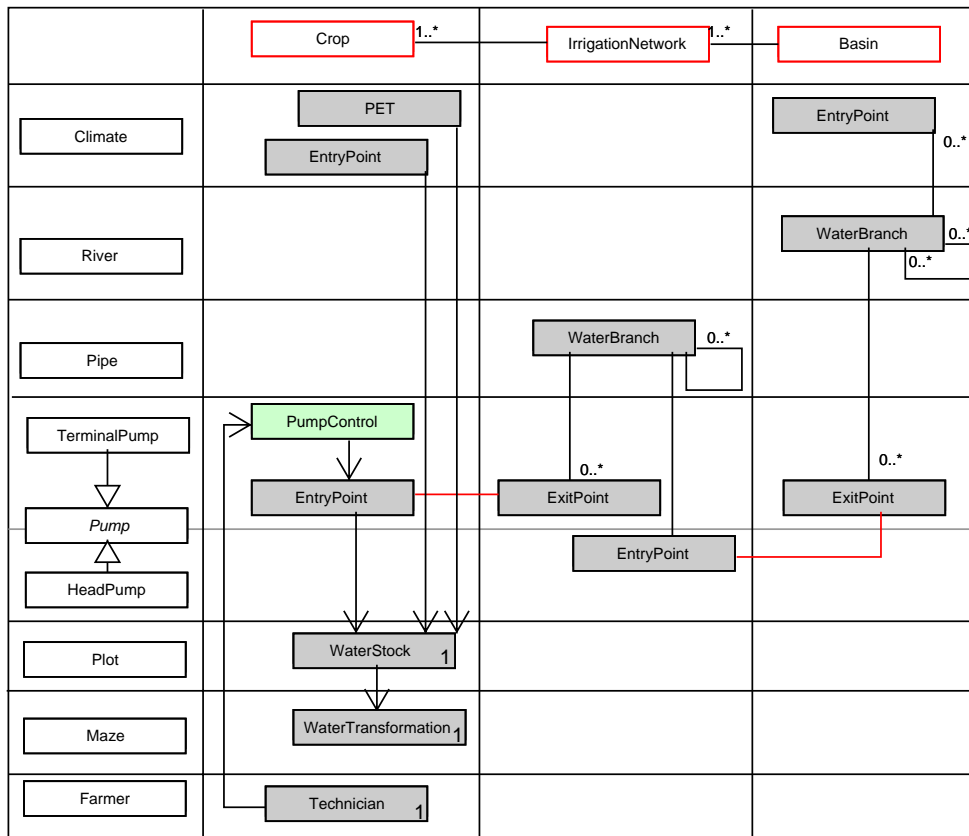 Crop
1..*
IrrigationNetwork
1..*
Basin
Climate
PET
EntryPoint
EntryPoint
0..*
River
WaterBranch
0..*
0..*
Pipe
WaterBranch
0..*
TerminalPump
PumpControl
0..*
0..*
EntryPoint
ExitPoint
ExitPoint
Pump
EntryPoint
HeadPump
Plot
WaterStock
1
Maze
WaterTransformation
1
Farmer
Technician
1